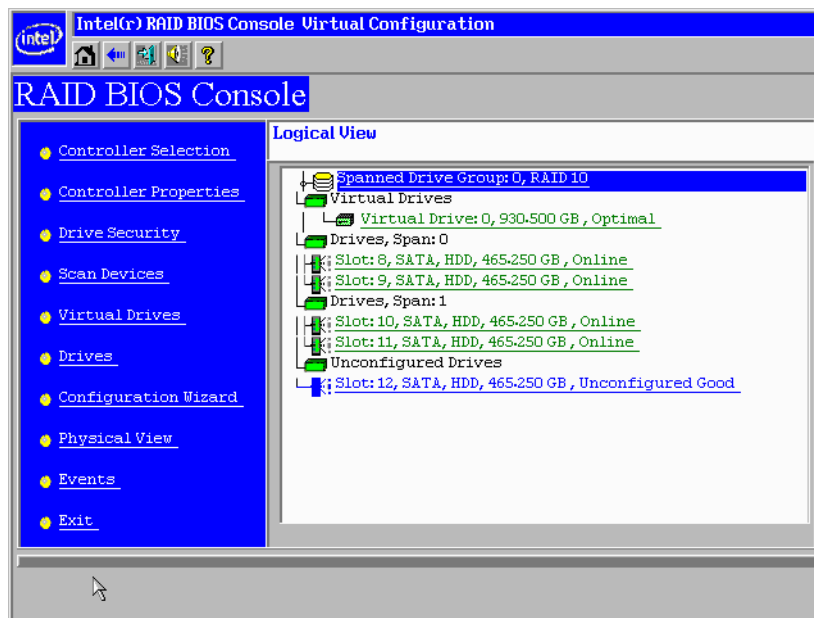 Intel(r) RAID BIOS Console Virtual Configuration
intel
?
RAID BIOS Console
Controller Selection
Controller Properties
Drive Security
Scan Devices
Virtual Drives
Drives
Configuration Wizard
Physical View
Events
Exit
Logical View
Spanned Drive Group: 0, RAID 10
Virtual Drives
Virtual Drive: 0, 930.500 GB, Optimal
Drives, Span: 0
Slot: 8, SATA, HDD, 465.250 GB, Online
Slot: 9, SATA, HDD, 465.250 GB, Online
Drives, Span: 1
Slot: 10, SATA, HDD, 465.250 GB, Online
Slot: 11, SATA, HDD, 465.250 GB, Online
Unconfigured Drives
Slot: 12, SATA, HDD, 465.250 GB, Unconfigured Good